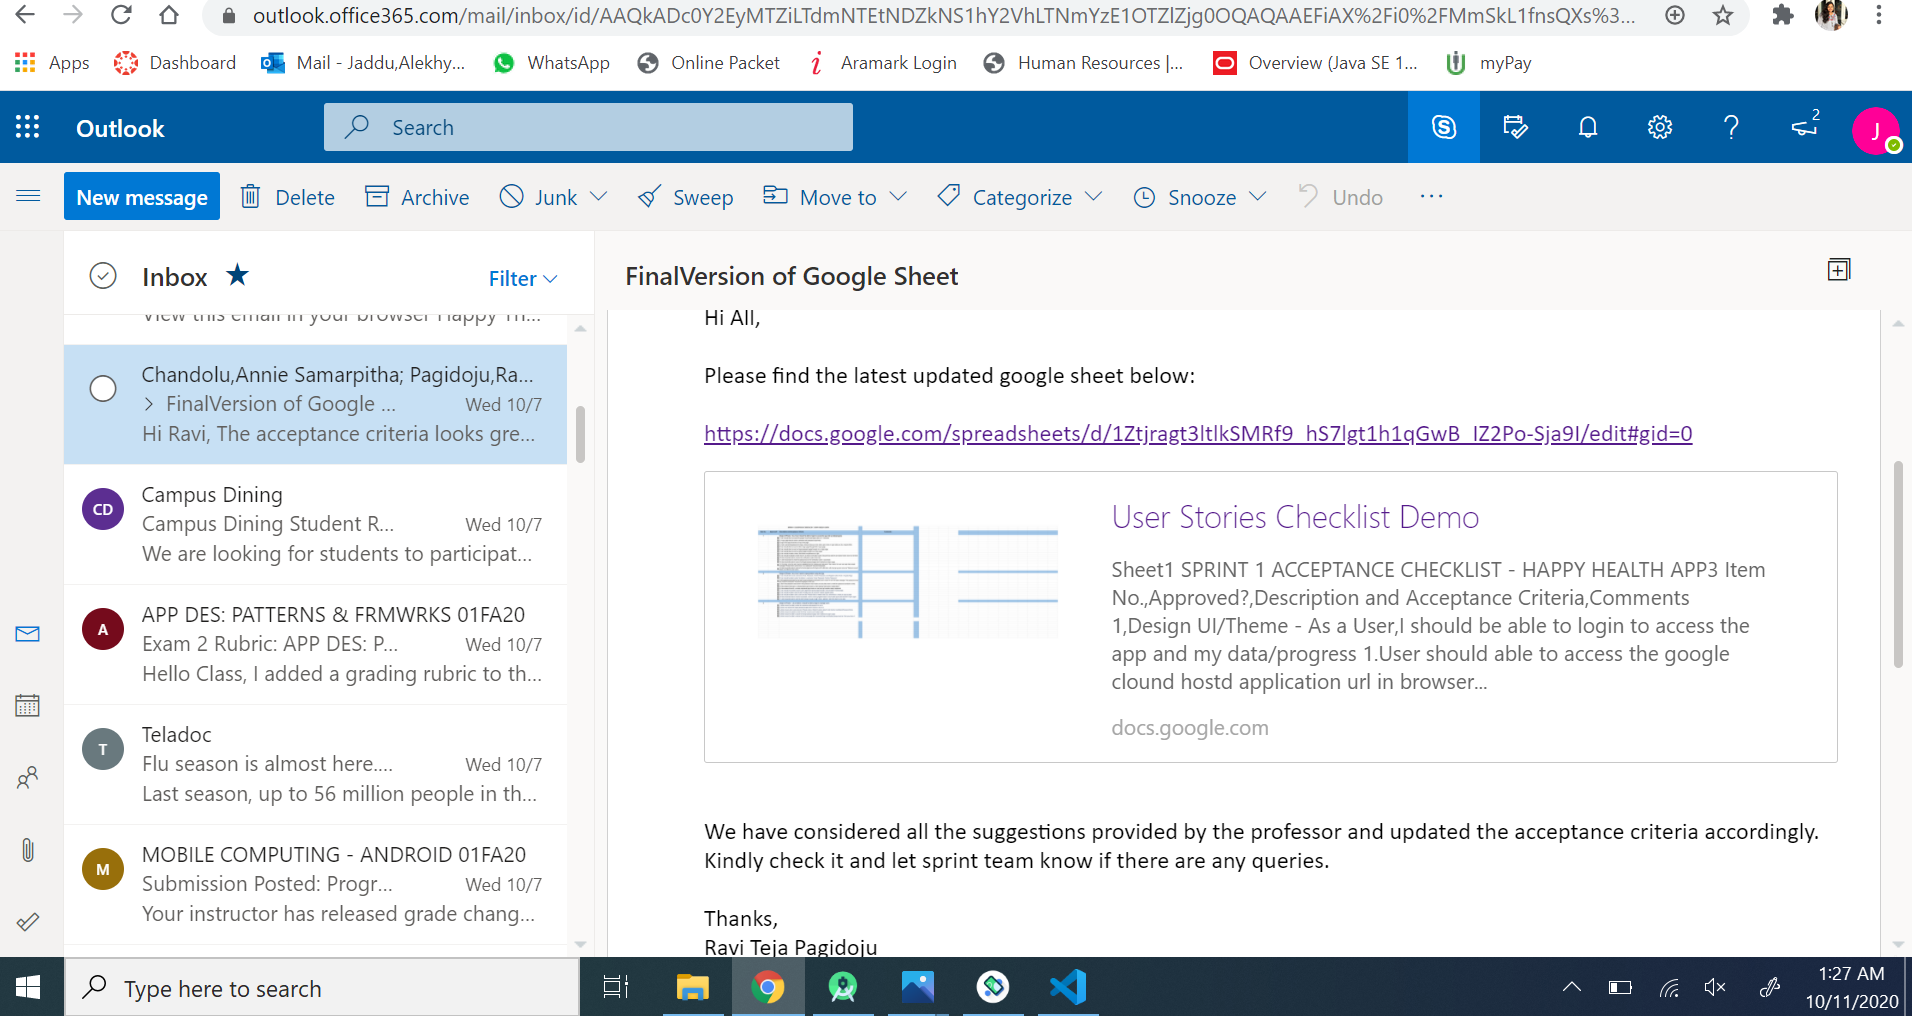 outlook.office365.com/mail/inbox/id/AAQkADc0Y2EyMTZiLTdmNTEtNDZkNS1hY2VhLTNmYzE1OTZlZjg0OQAQAAEFiAX%2Fi0%2FMmSkL1fnsQXs%3...
Apps Dashboard Mail - Jaddu,Alekhy... WhatsApp Online Packet Aramark Login Human Resources |... Overview (Java SE 1... myPay
Outlook Search 2 J
New message Delete Archive Junk Sweep Move to Categorize Snooze Undo ...
Inbox Filter
View this email in your browser Happy Th...
Chandolu,Annie Samarpitha; Pagidoju,Ra...
FinalVersion of Google ... Wed 10/7
Hi Ravi, The acceptance criteria looks gre...
CD
Campus Dining
Campus Dining Student R... Wed 10/7
We are looking for students to participat...
A
APP DES: PATTERNS & FRMWRKS 01FA20
Exam 2 Rubric: APP DES: P... Wed 10/7
Hello Class, I added a grading rubric to th...
T
Teladoc
Flu season is almost here.... Wed 10/7
Last season, up to 56 million people in th...
M
MOBILE COMPUTING - ANDROID 01FA20
Submission Posted: Progr... Wed 10/7
Your instructor has released grade chang...
FinalVersion of Google Sheet
Hi All,
Please find the latest updated google sheet below:
https://docs.google.com/spreadsheets/d/1Ztjragt3ltlkSMRf9_hS7lgt1h1qGwB_IZ2Po-Sja9I/edit#gid=0
User Stories Checklist Demo
Sheet1 SPRINT 1 ACCEPTANCE CHECKLIST - HAPPY HEALTH APP3 Item
No.,Approved?,Description and Acceptance Criteria,Comments
1,Design UI/Theme - As a User,I should be able to login to access the
app and my data/progress 1.User should able to access the google
clound hostd application url in browser...
docs.google.com
We have considered all the suggestions provided by the professor and updated the acceptance criteria accordingly.
Kindly check it and let sprint team know if there are any queries.
Thanks,
Ravi Teja Pagidoju
Type here to search
1:27 AM
10/11/2020